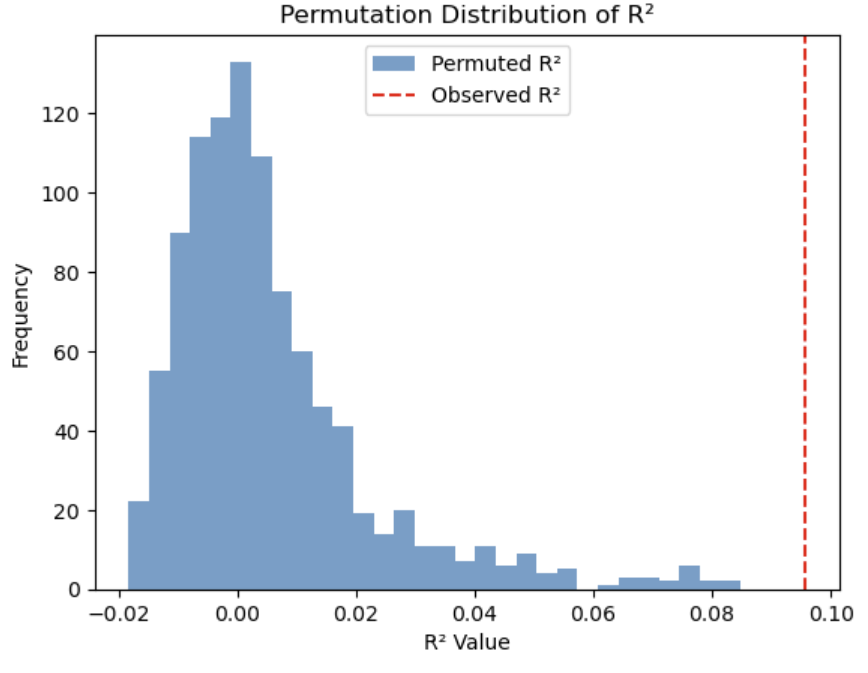 Permutation Distribution of R²
Permuted R²
Observed R²
120
100
80
60
40
20
0
Frequency
−0.02 0.00 0.02 0.04 0.06 0.08 0.10
R² Value